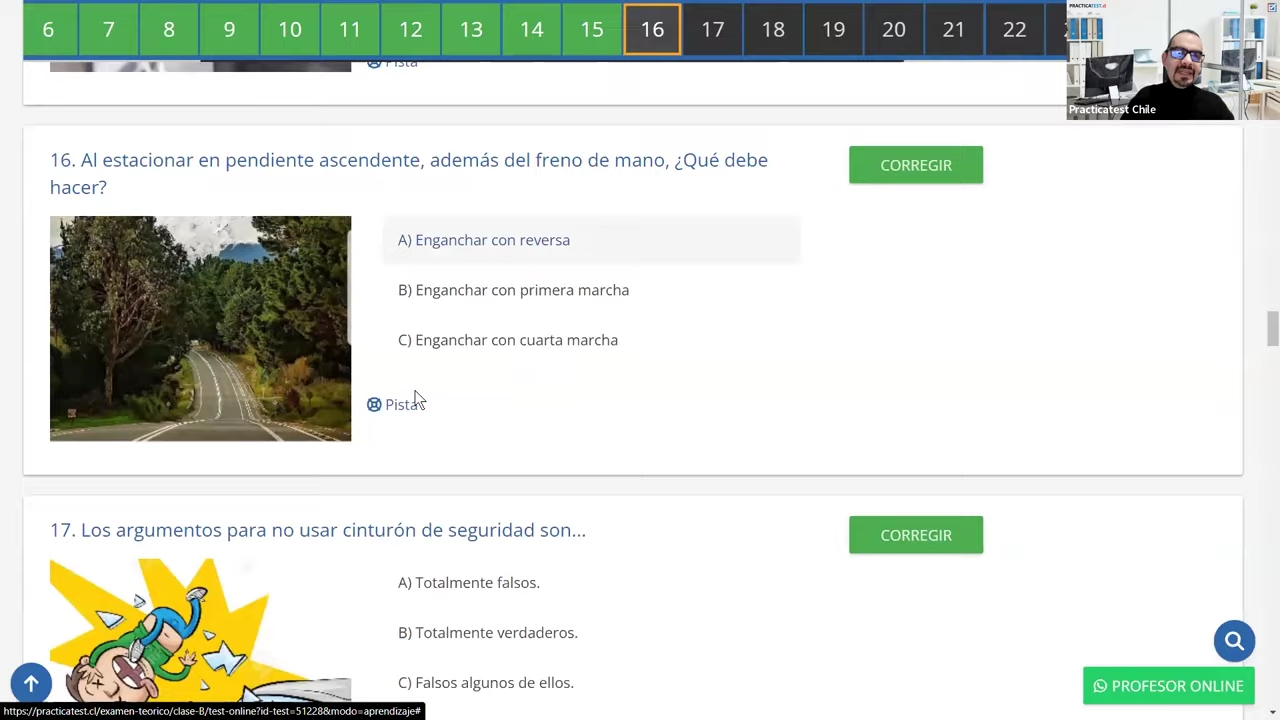 6 7 8 9 10 11 12 13 14 15 16 17 18 19 20 21 22
PRACTICATEST.cl
Practicatest Chile
Pista
16. Al estacionar en pendiente ascendente, además del freno de mano, ¿Qué debe
hacer?
CORREGIR
A) Enganchar con reversa
B) Enganchar con primera marcha
C) Enganchar con cuarta marcha
Pista
17. Los argumentos para no usar cinturón de seguridad son...
CORREGIR
A) Totalmente falsos.
B) Totalmente verdaderos.
C) Falsos algunos de ellos.
PROFESOR ONLINE
https://practicatest.cl/examen-teorico/clase-B/test-online?id-test=51228&modo=aprendizaje#